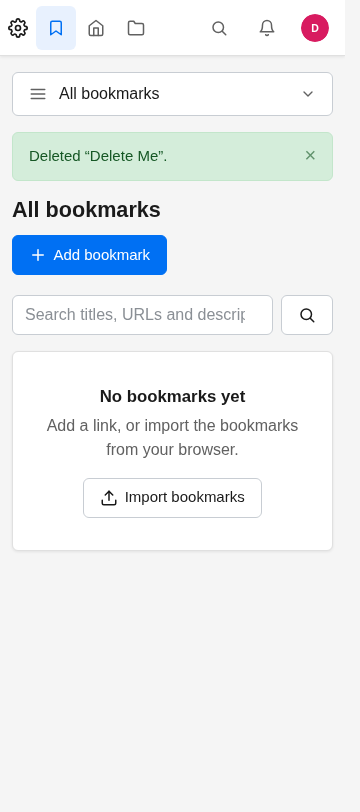 D
All bookmarks
Deleted “Delete Me”.
All bookmarks
Add bookmark
Search titles, URLs and descrip
No bookmarks yet
Add a link, or import the bookmarks
from your browser.
Import bookmarks